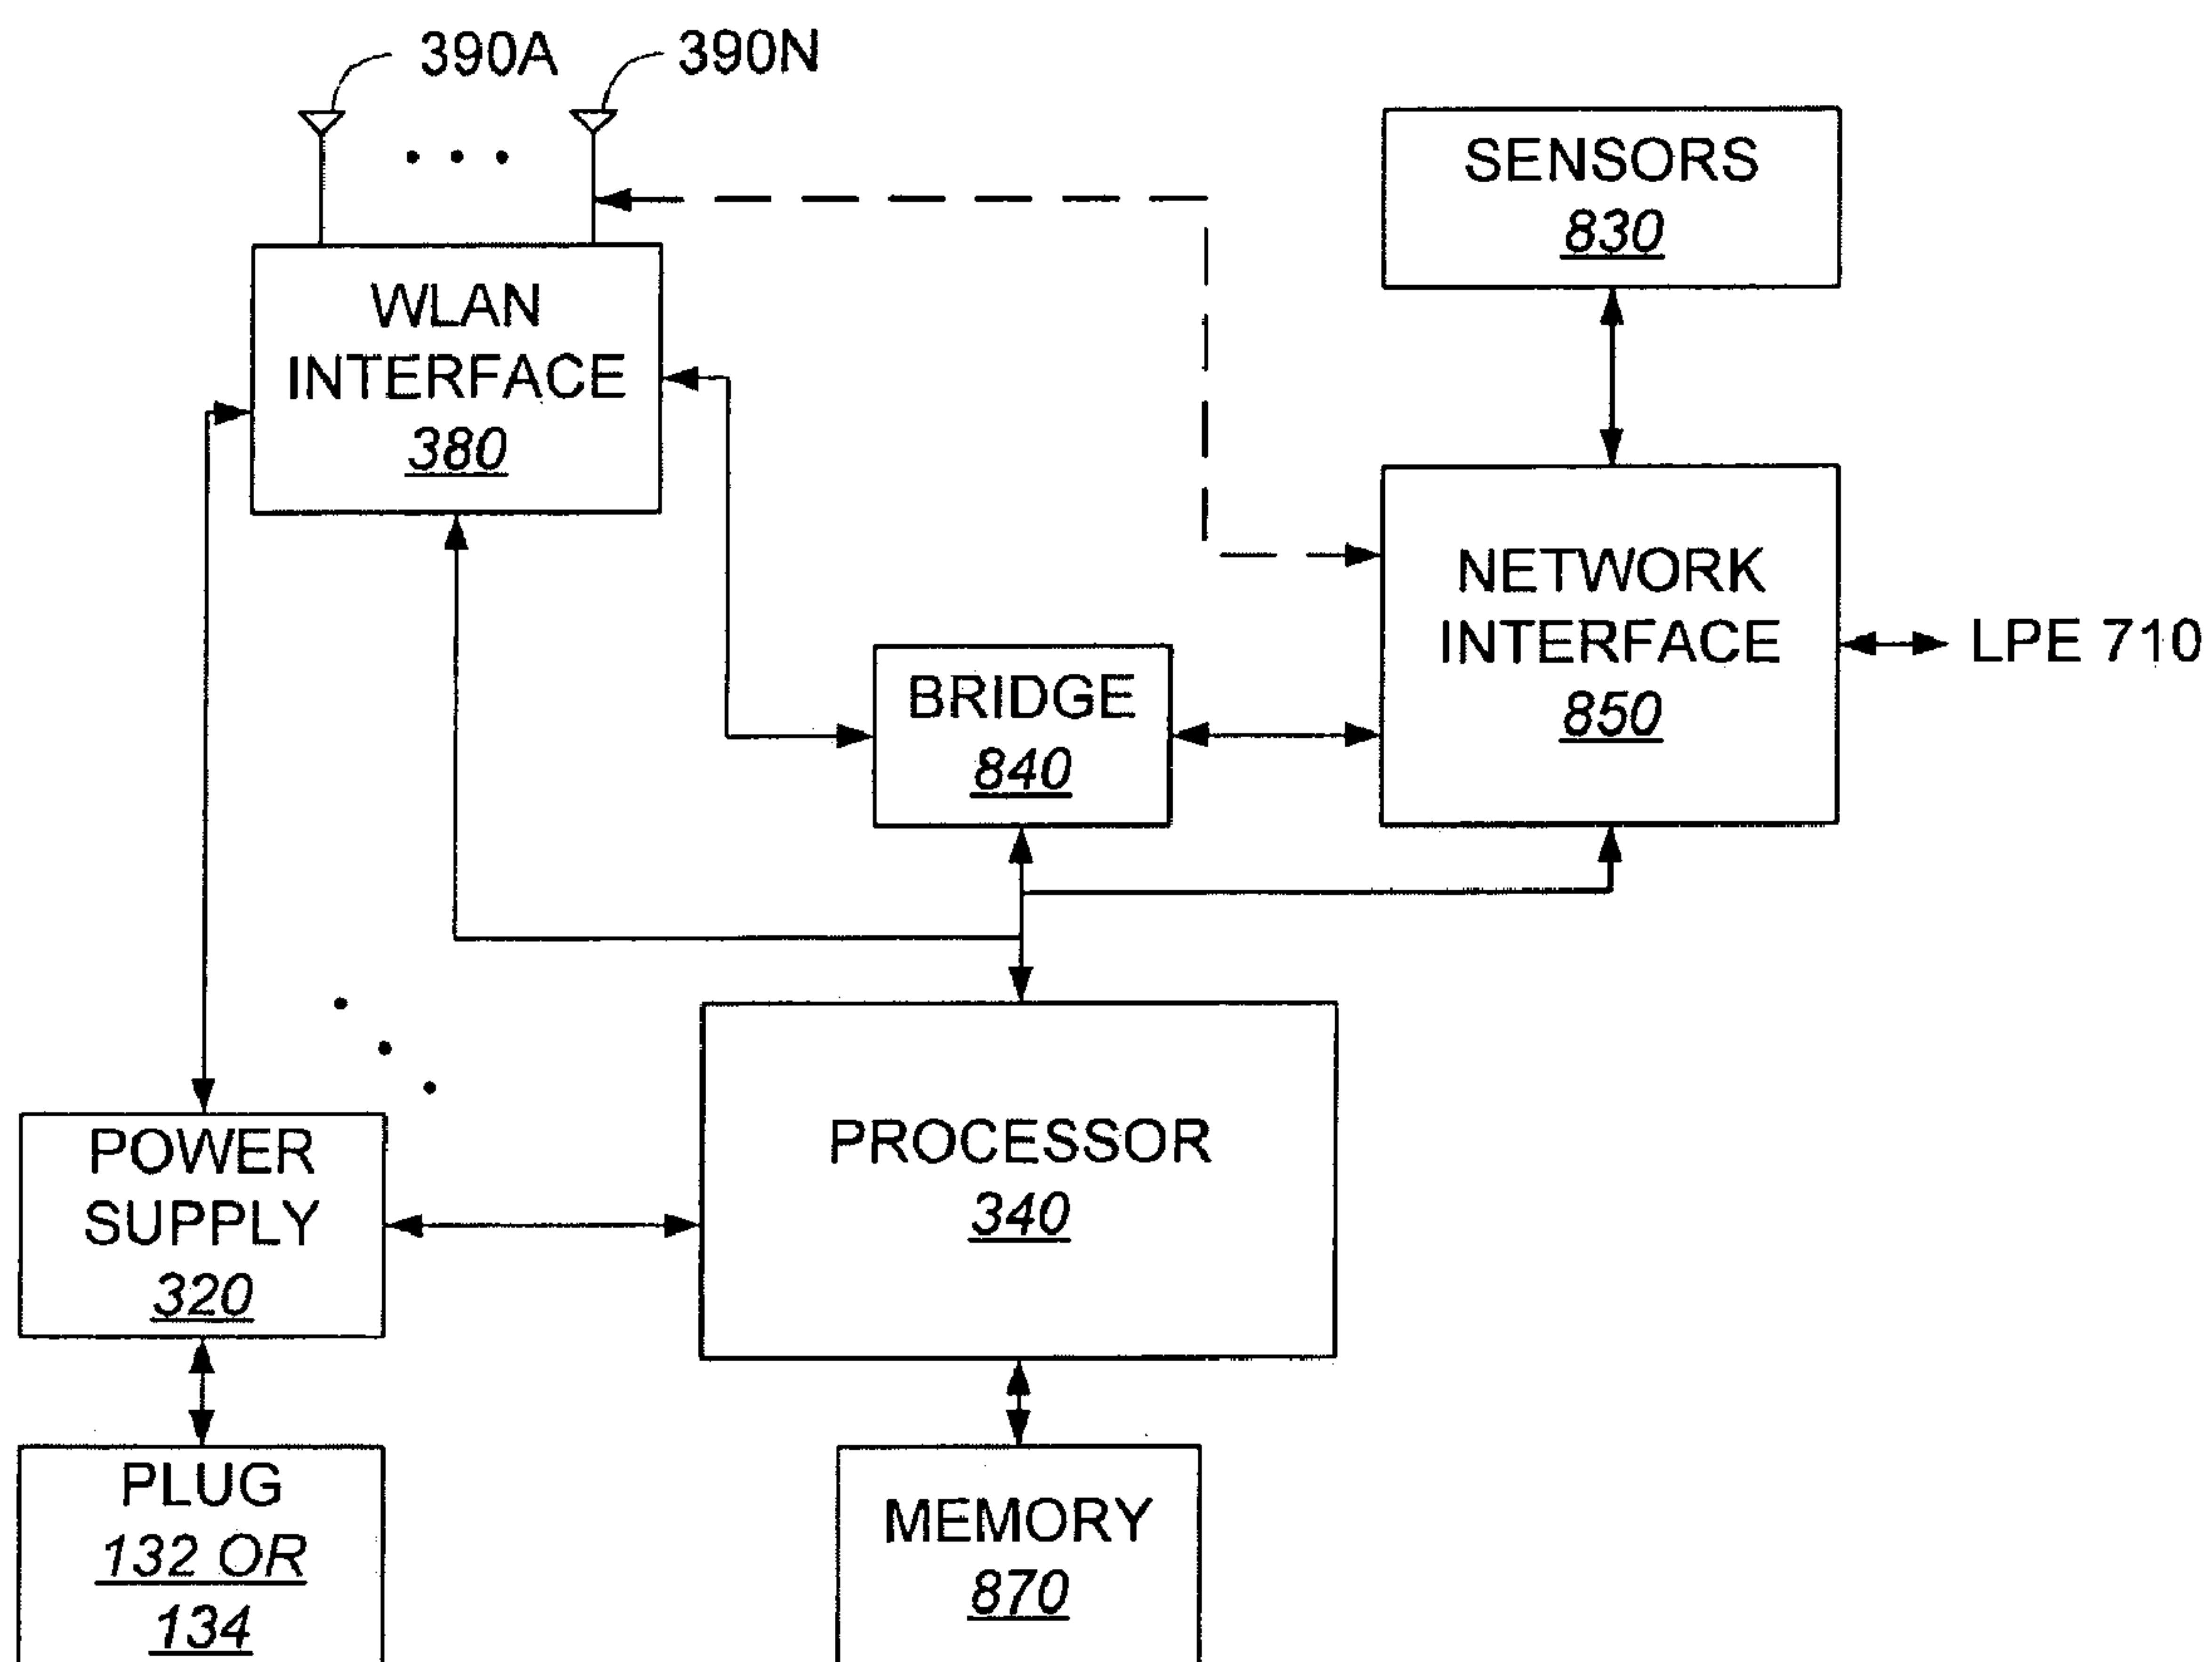 390A
390N
SENSORS
830
WLAN
INTERFACE
380
NETWORK
INTERFACE
850
LPE 710
BRIDGE
840
PROCESSOR
340
POWER
SUPPLY
320
PLUG
132 OR
134
MEMORY
870